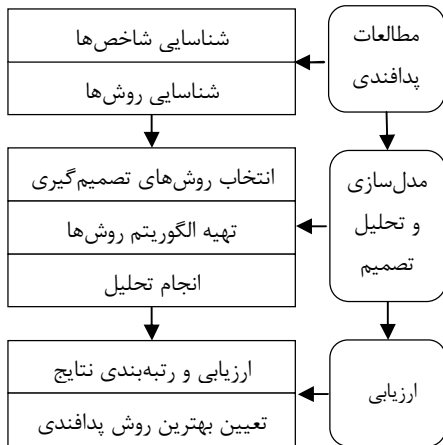 مطالعات
پدافندی
شناسایی شاخص‌ها
شناسایی روش‌ها
مدل‌سازی
و تحلیل
تصمیم
انتخاب روش‌های تصمیم‌گیری
تهیه الگوریتم روش‌ها
انجام تحلیل
ارزیابی
ارزیابی و رتبه‌بندی نتایج
تعیین بهترین روش پدافندی